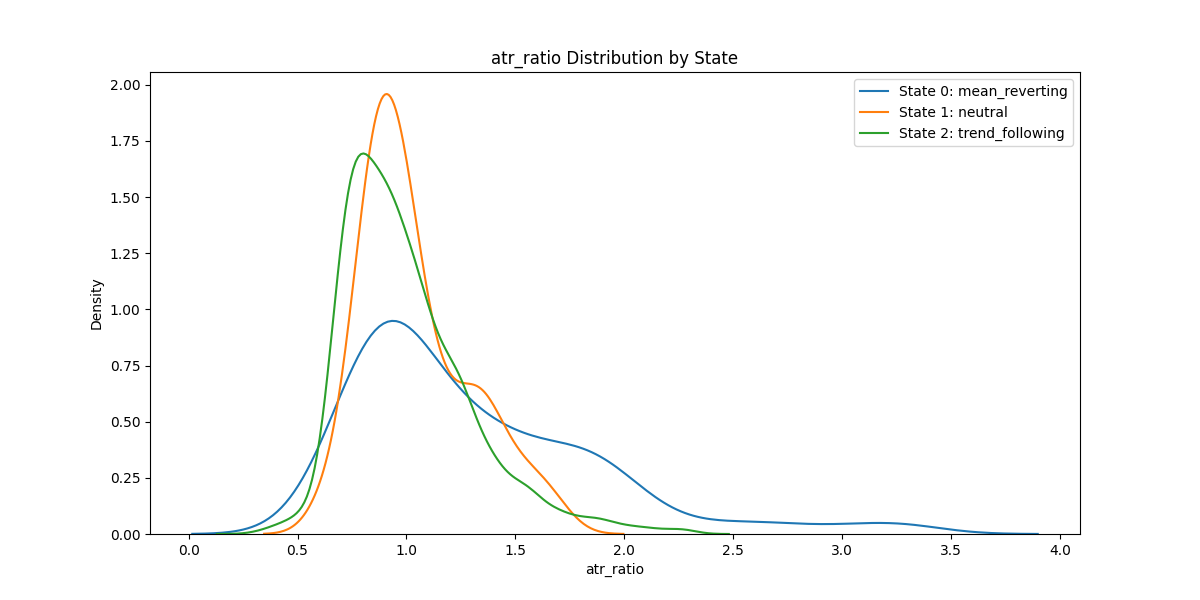 atr_ratio Distribution by State
State 0: mean_reverting
State 1: neutral
State 2: trend_following
Density
2.00
1.75
1.50
1.25
1.00
0.75
0.50
0.25
0.00
0.0 0.5 1.0 1.5 2.0 2.5 3.0 3.5 4.0
atr_ratio